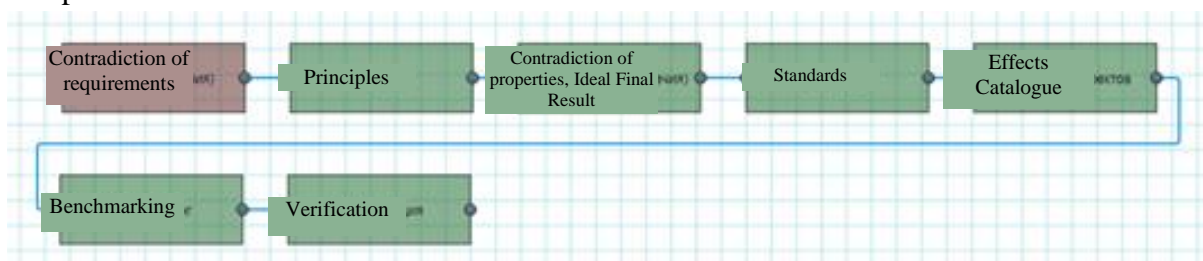 Contradiction of
requirements
Principles
Contradiction of
properties, Ideal Final
Result
Standards
Effects
Catalogue
Benchmarking
Verification